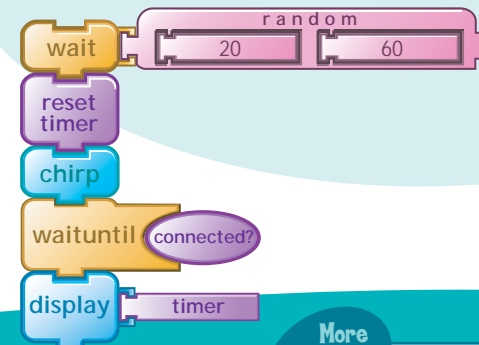 random
wait 20 60
reset
timer
chirp
waituntil connected?
display timer
More